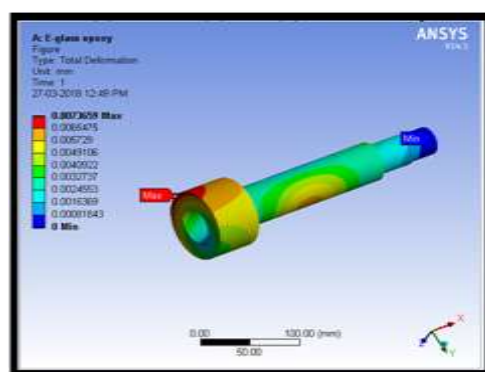 A: E-glass epoxy
Figure
Type: Total Deformation
Unit: mm
Time: 1
27-03-2018 12:49 PM
0.0073659 Max
0.0065475
0.005729
0.0049106
0.0040922
0.0032737
0.0024553
0.0016369
0.00081843
0 Min
ANSYS
Min
Max
0.00
100.00 (mm)
50.00
X
Y
Z